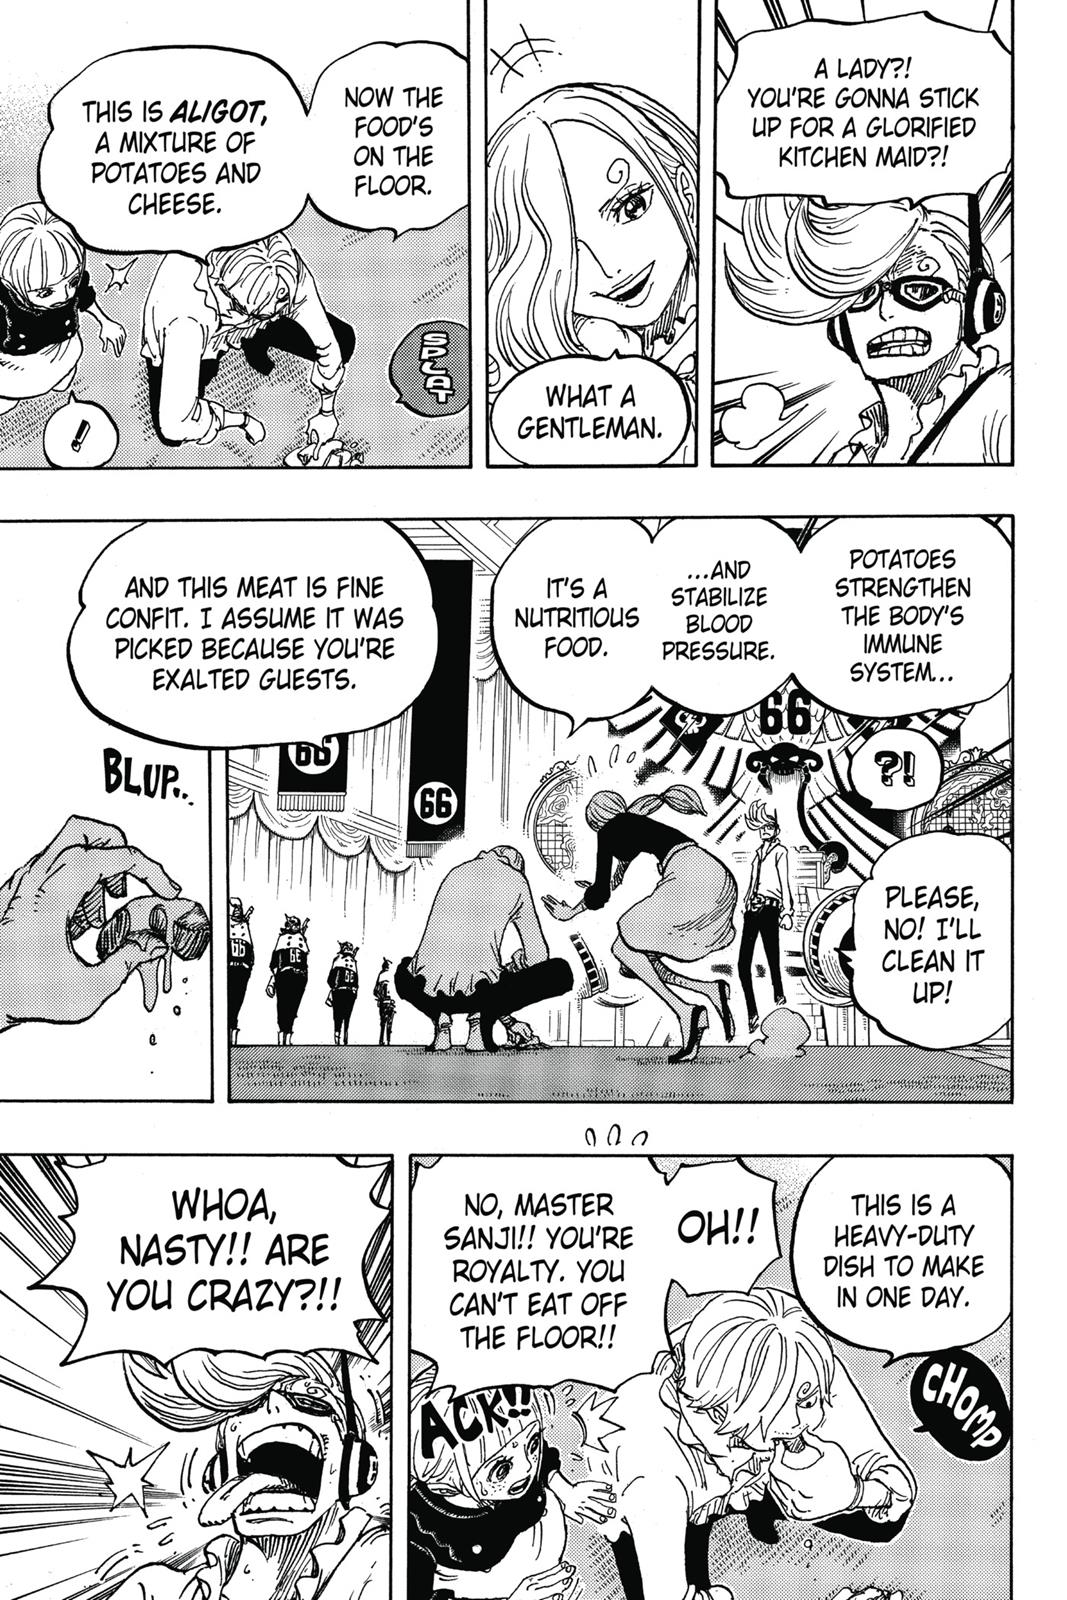 A LADY?!
YOU'RE GONNA STICK
UP FOR A GLORIFIED
KITCHEN MAID?!
WHAT A
GENTLEMAN.
NOW THE
FOOD'S
ON THE
FLOOR.
THIS IS ALIGOT,
A MIXTURE OF
POTATOES AND
CHEESE.
SPLAT
!
POTATOES
STRENGTHEN
THE BODY'S
IMMUNE
SYSTEM...
...AND
STABILIZE
BLOOD
PRESSURE.
IT'S A
NUTRITIOUS
FOOD.
?!
PLEASE,
NO! I'LL
CLEAN IT
UP!
66
66
66
66
AND THIS MEAT IS FINE
CONFIT. I ASSUME IT WAS
PICKED BECAUSE YOU'RE
EXALTED GUESTS.
BLUP...
THIS IS A
HEAVY-DUTY
DISH TO MAKE
IN ONE DAY.
CHOMP
OH!!
NO, MASTER
SANJI!! YOU'RE
ROYALTY. YOU
CAN'T EAT OFF
THE FLOOR!!
ACK!!
WHOA,
NASTY!! ARE
YOU CRAZY?!!